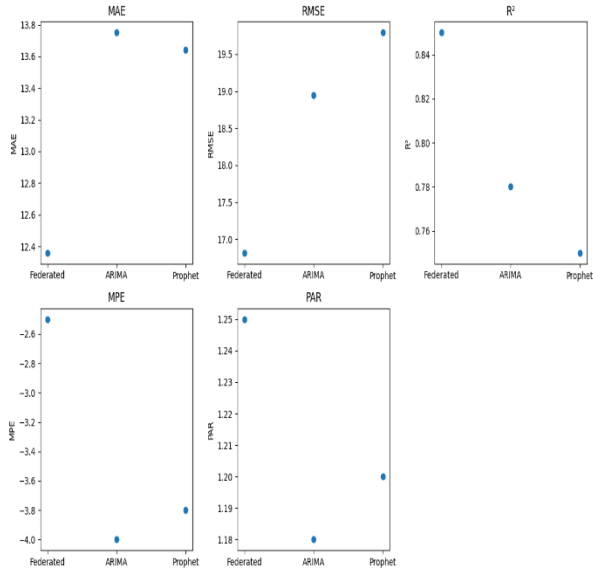 MAE
RMSE
R²
13.8
13.6
13.4
13.2
13.0
12.8
12.6
12.4
MAE
Federated
ARIMA
Prophet
19.5
19.0
18.5
18.0
17.5
17.0
RMSE
Federated
ARIMA
Prophet
0.84
0.82
0.80
0.78
0.76
R²
Federated
ARIMA
Prophet
MPE
PAR
−2.6
−2.8
−3.0
−3.2
−3.4
−3.6
−3.8
−4.0
MPE
Federated
ARIMA
Prophet
1.25
1.24
1.23
1.22
1.21
1.20
1.19
1.18
PAR
Federated
ARIMA
Prophet